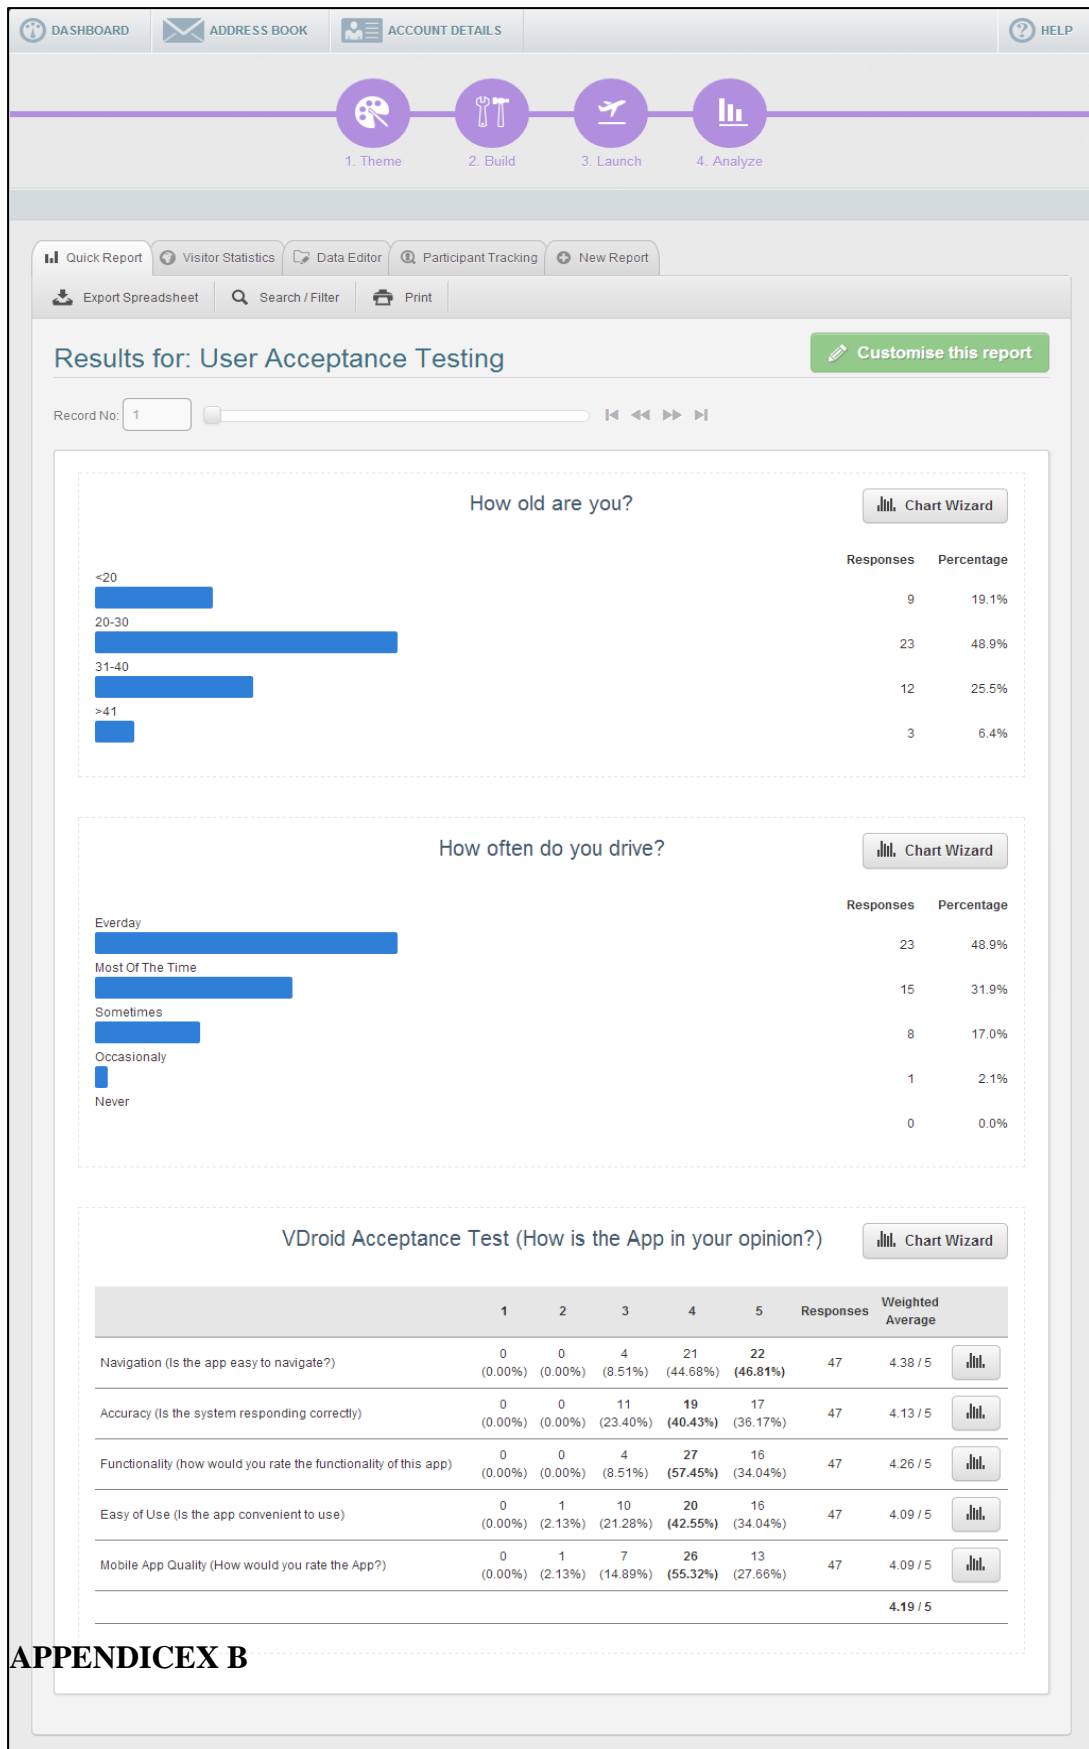 DASHBOARD ADDRESS BOOK ACCOUNT DETAILS HELP
1. Theme 2. Build 3. Launch 4. Analyze
Quick Report Visitor Statistics Data Editor Participant Tracking New Report
Export Spreadsheet Search / Filter Print
Results for: User Acceptance Testing Customise this report
Record No: 1
How old are you? Chart Wizard
Responses Percentage
<20
9 19.1%
20-30
23 48.9%
31-40
12 25.5%
>41
3 6.4%
How often do you drive? Chart Wizard
Responses Percentage
Everday
23 48.9%
Most Of The Time
15 31.9%
Sometimes
8 17.0%
Occasionaly
1 2.1%
Never
0 0.0%
VDroid Acceptance Test (How is the App in your opinion?) Chart Wizard
1 2 3 4 5 Responses Weighted
Average
0 0 4 21 22
Navigation (Is the app easy to navigate?) 47 4.38 / 5
(0.00%) (0.00%) (8.51%) (44.68%) (46.81%)
0 0 11 19 17
Accuracy (Is the system responding correctly) 47 4.13 / 5
(0.00%) (0.00%) (23.40%) (40.43%) (36.17%)
0 0 4 27 16
Functionality (how would you rate the functionality of this app) 47 4.26 / 5
(0.00%) (0.00%) (8.51%) (57.45%) (34.04%)
0 1 10 20 16
Easy of Use (Is the app convenient to use) 47 4.09 / 5
(0.00%) (2.13%) (21.28%) (42.55%) (34.04%)
0 1 7 26 13
Mobile App Quality (How would you rate the App?) 47 4.09 / 5
(0.00%) (2.13%) (14.89%) (55.32%) (27.66%)
4.19 / 5
APPENDICEX B